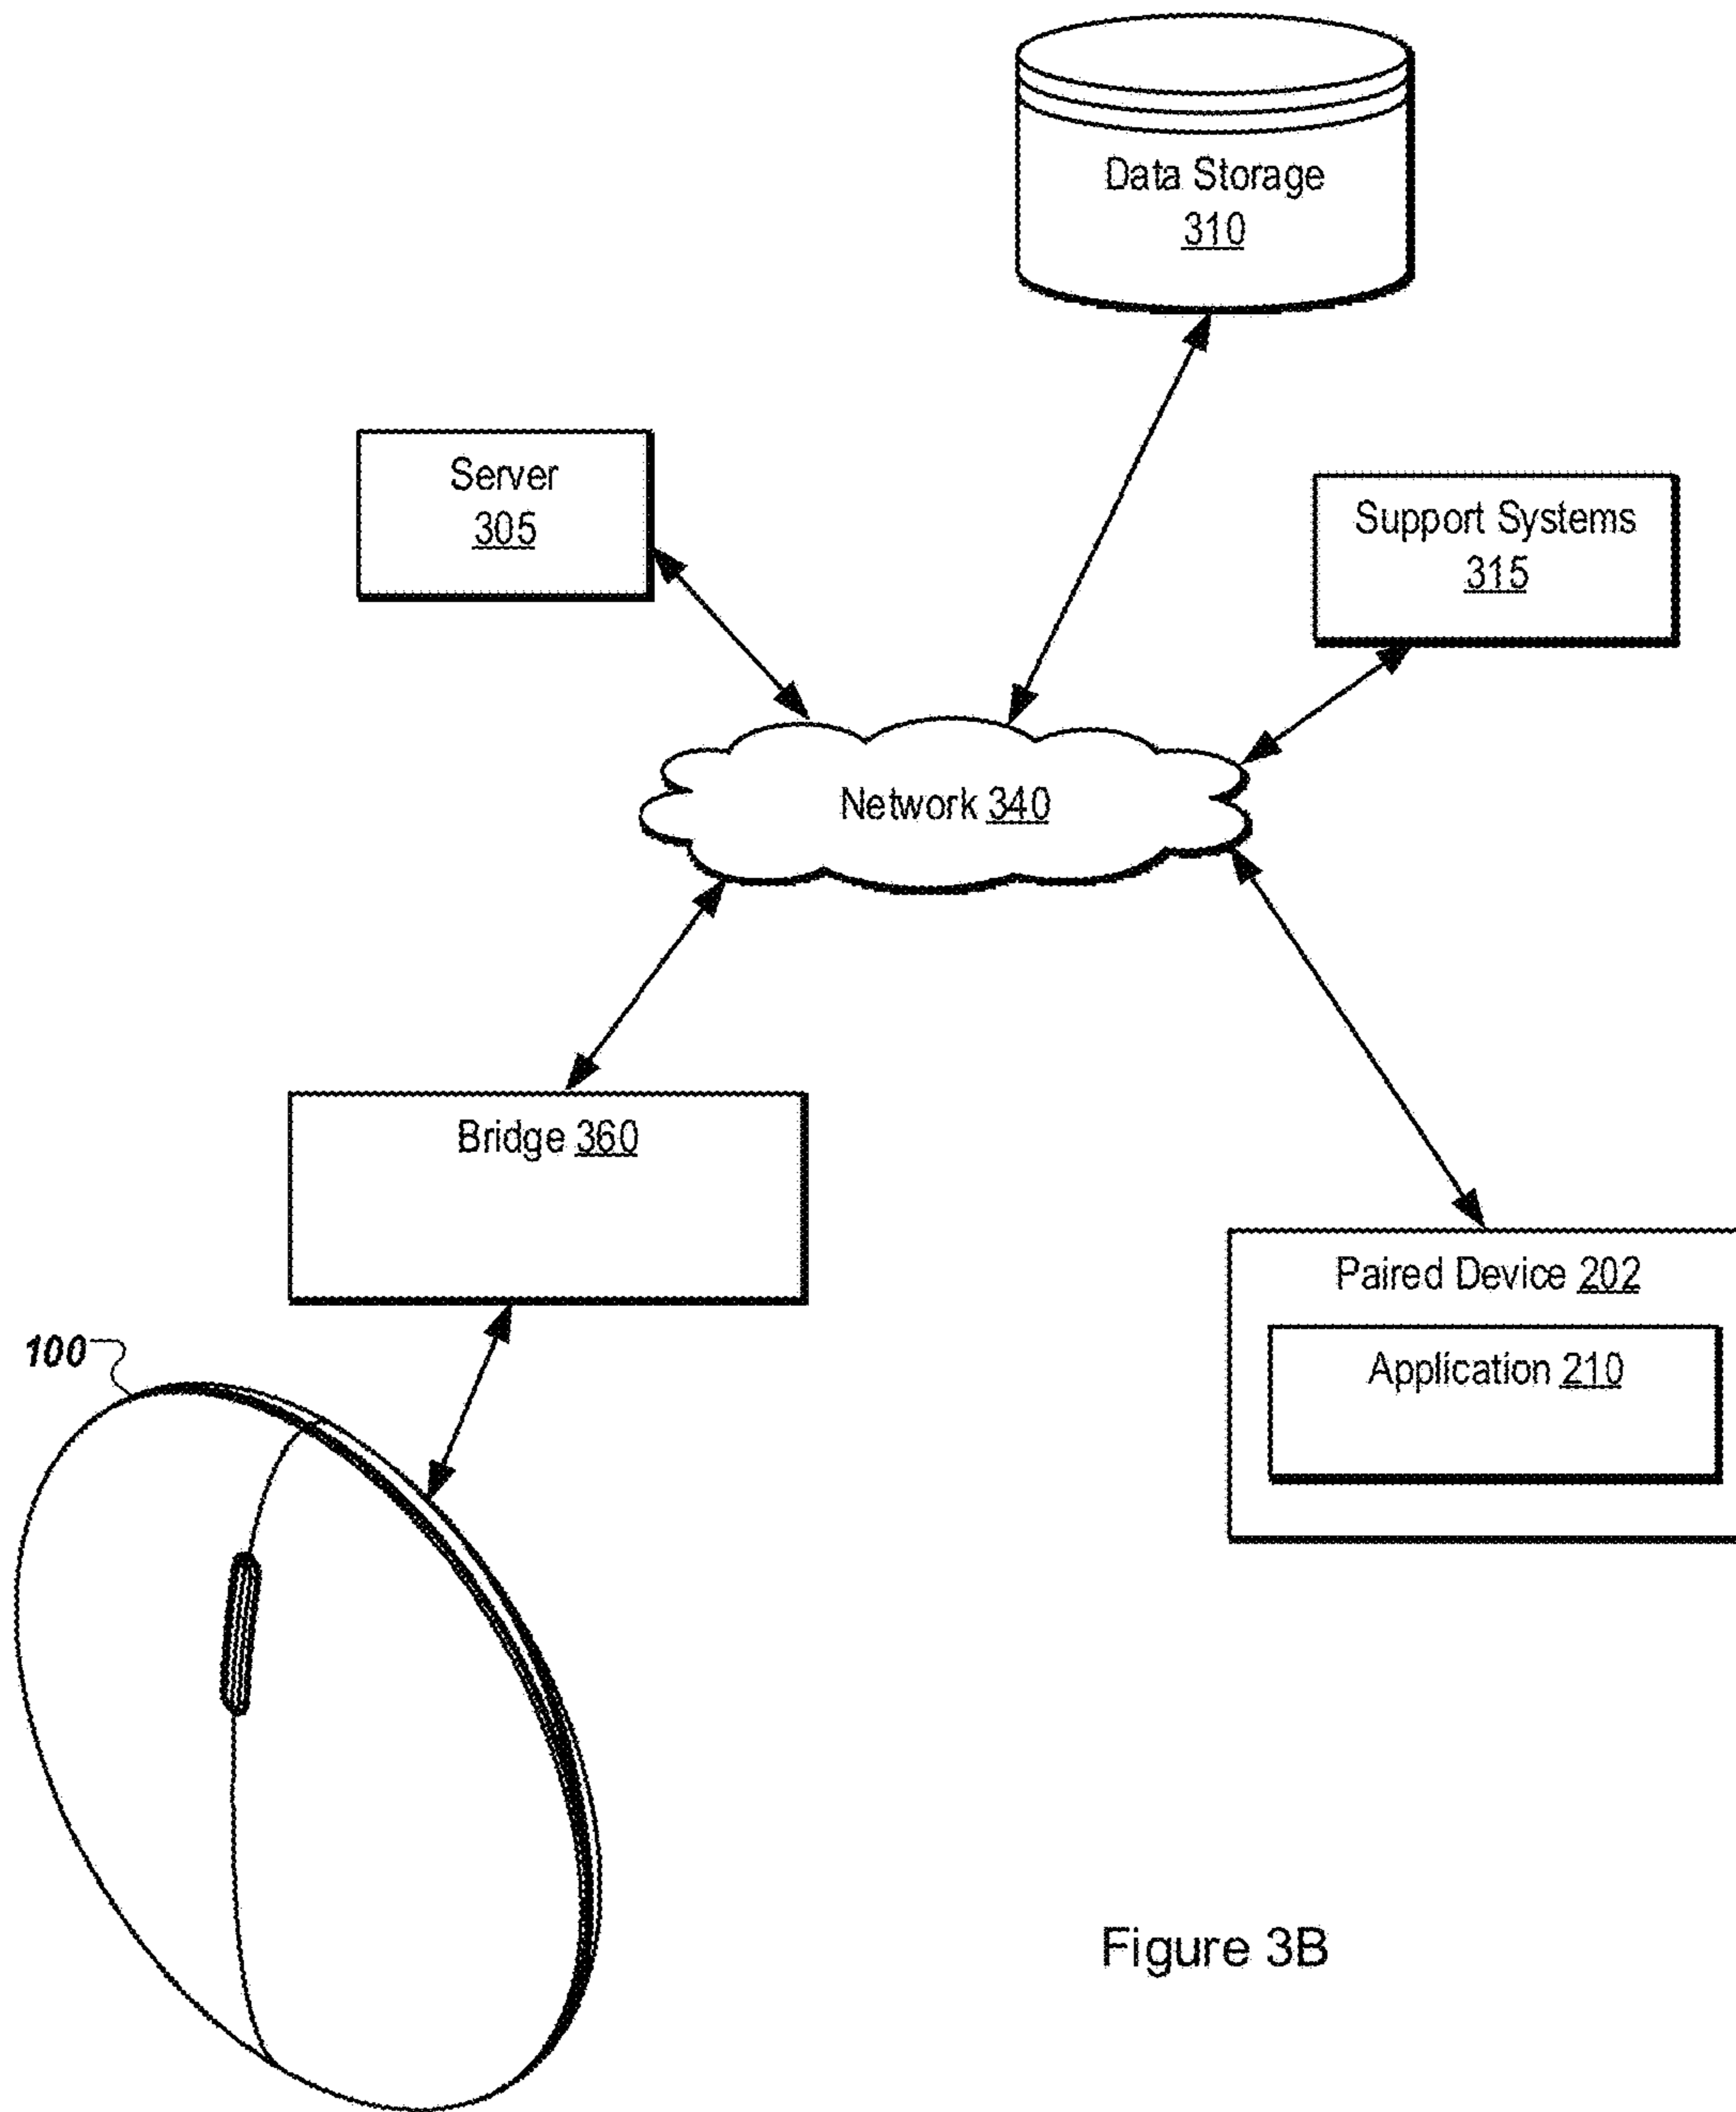 Data Storage
310
Server
305
Support Systems
315
Network 340
Bridge 360
Paired Device 202
Application 210
100
Figure 3B